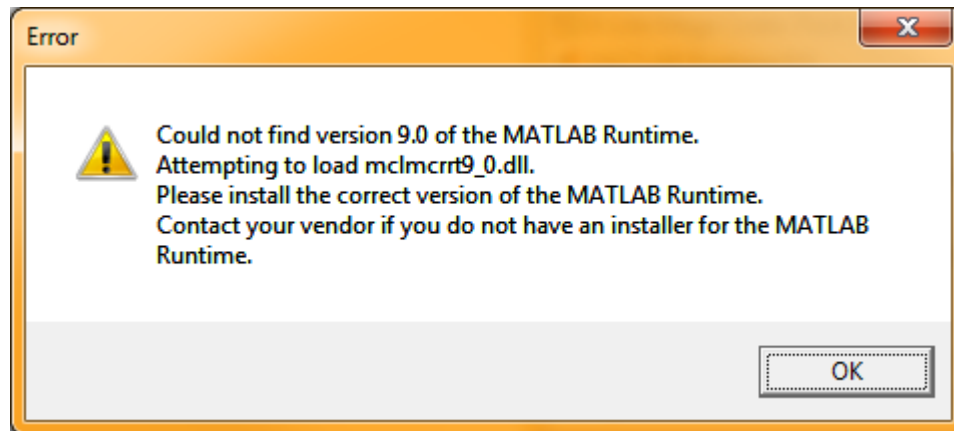 Error
Could not find version 9.0 of the MATLAB Runtime.
Attempting to load mclmcrrt9_0.dll.
Please install the correct version of the MATLAB Runtime.
Contact your vendor if you do not have an installer for the MATLAB
Runtime.
OK